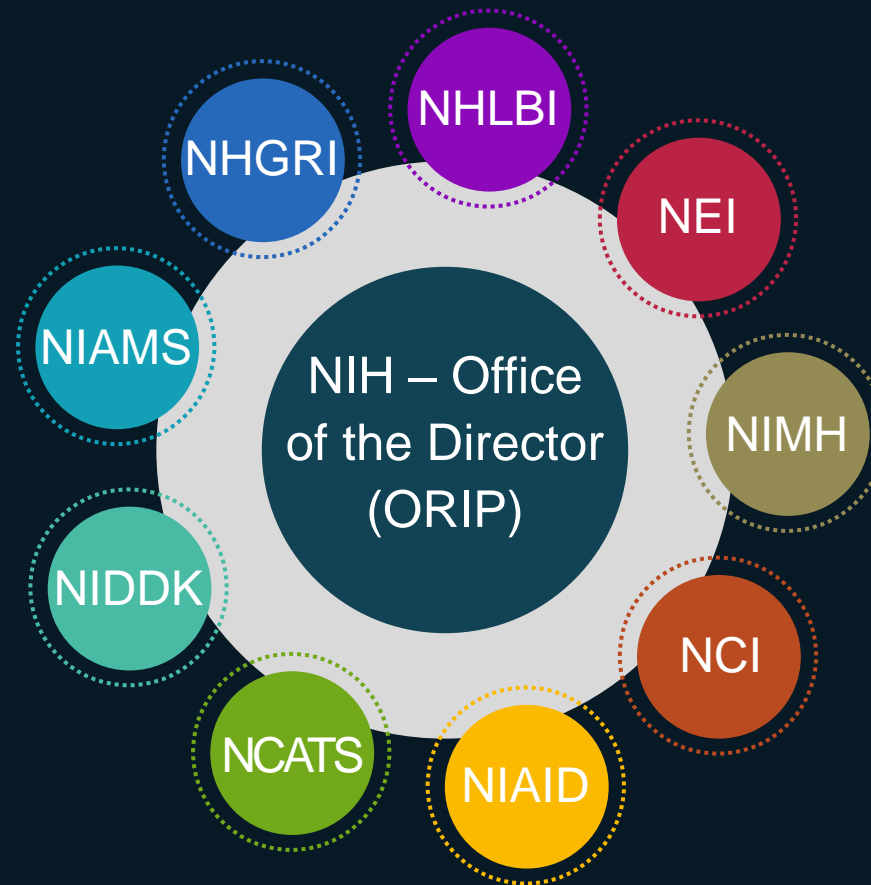 NHLBI
NHGRI
NEI
NIAMS
NIH – Office
of the Director
(ORIP)
NIMH
NIDDK
NCI
NCATS
NIAID